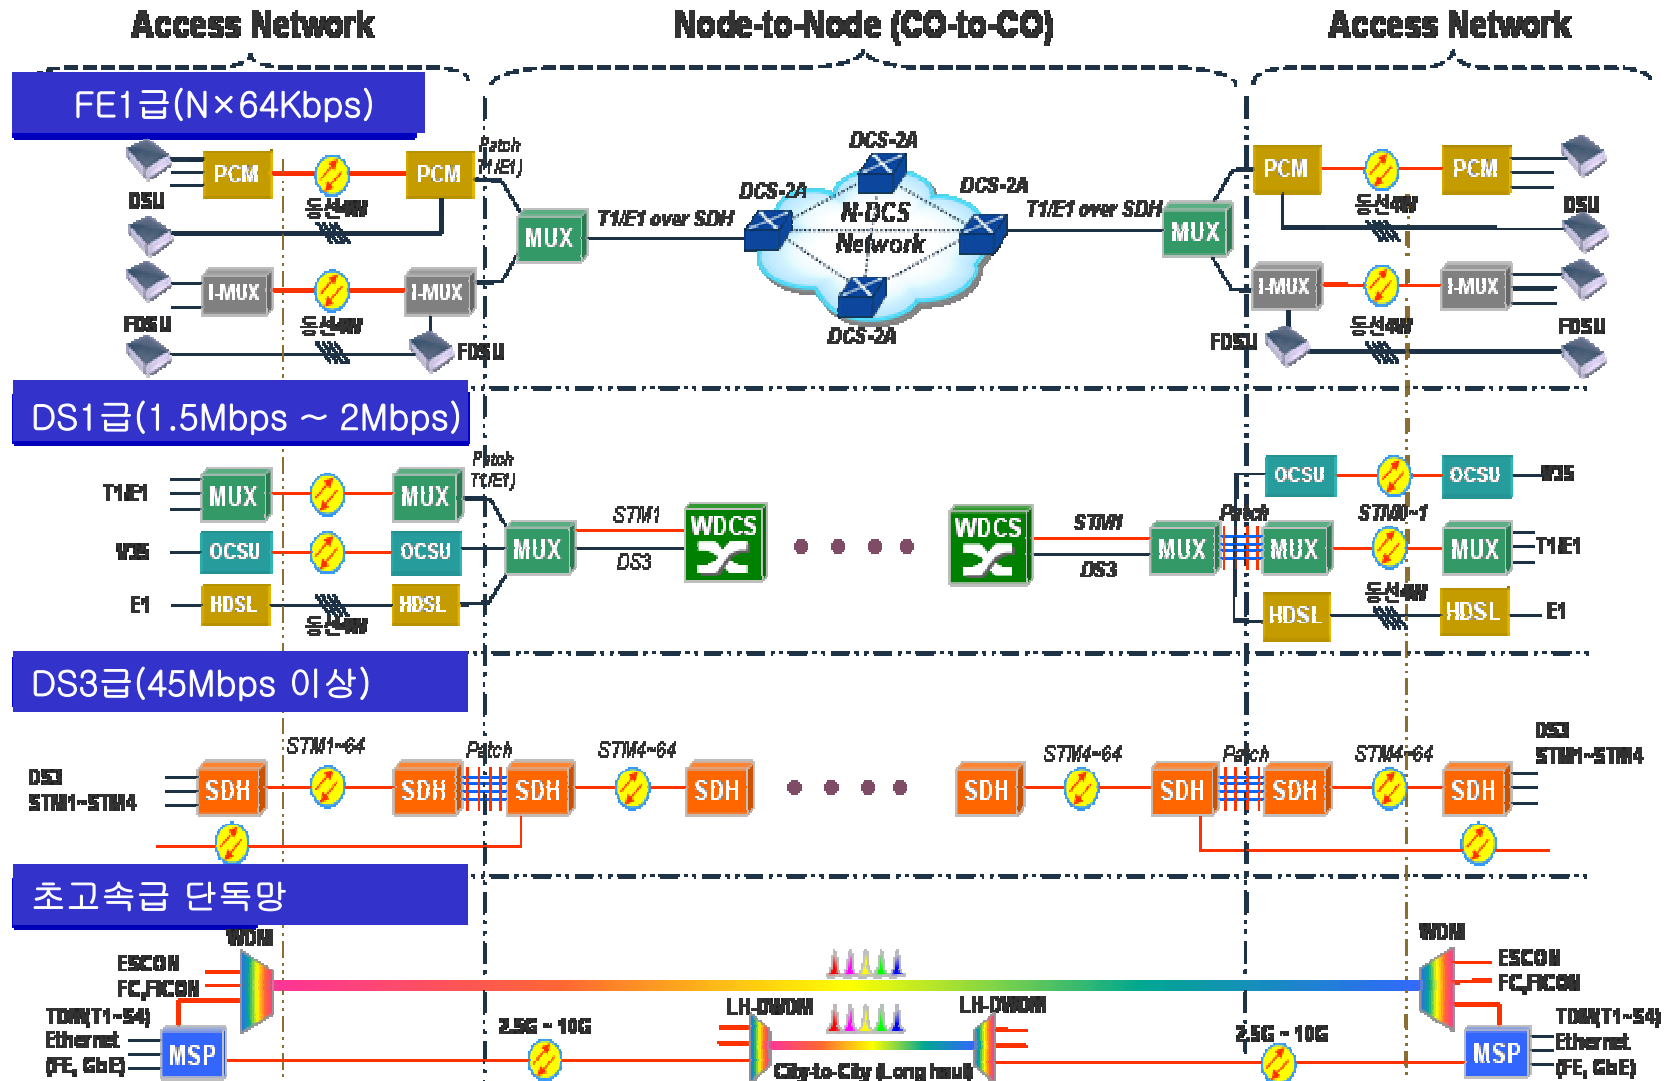 Access Network
Node-to-Node (CO-to-CO)
Access Network
FE1급(N×64Kbps)
Patch
T1/E1)
PCM
PCM
DSU
동선4W
I-MUX
I-MUX
FDSU
동선4W
FDSU
MUX
T1/E1 over SDH
DCS-2A
DCS-2A
DCS-2A
N-DCS
Network
DCS-2A
T1/E1 over SDH
MUX
PCM
PCM
동선4W
DSU
I-MUX
I-MUX
동선4W
FDSU
FDSU
DS1급(1.5Mbps ~ 2Mbps)
Patch
T1/E1)
T1/E1
MUX
MUX
V35
OCSU
OCSU
E1
HDSL
HDSL
동선4W
MUX
STM1
DS3
WDCS
WDCS
STM1
DS3
MUX
Patch
OCSU
OCSU
V35
MUX
STM0~1
MUX
T1/E1
동선4W
HDSL
HDSL
E1
DS3급(45Mbps 이상)
DS3
STM1~STM4
SDH
STM1~64
SDH
Patch
SDH
STM4~64
SDH
SDH
STM4~64
SDH
Patch
SDH
STM4~64
SDH
DS3
STM1~STM4
초고속급 단독망
WDM
ESCON
FC,FICON
TDM(T1~S4)
Ethernet
(FE, GbE)
MSP
2.5G ~ 10G
LH-DWDM
LH-DWDM
City-to-City (Long haul)
2.5G ~ 10G
WDM
ESCON
FC,FICON
MSP
TDM(T1~S4)
Ethernet
(FE, GbE)